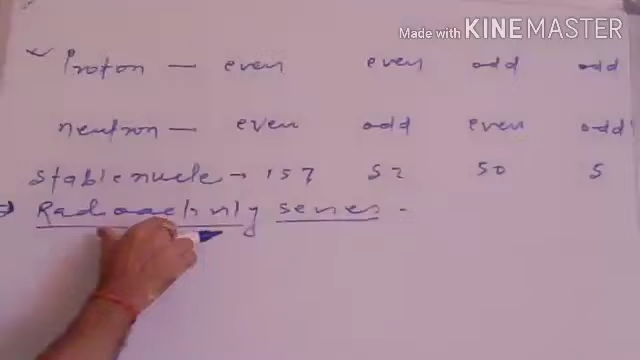 Made with KINEMASTER
Proton — even even odd odd
neutron — even odd even odd
Stable nucle → 157 52 50 5
⇒ Radioactivity series -